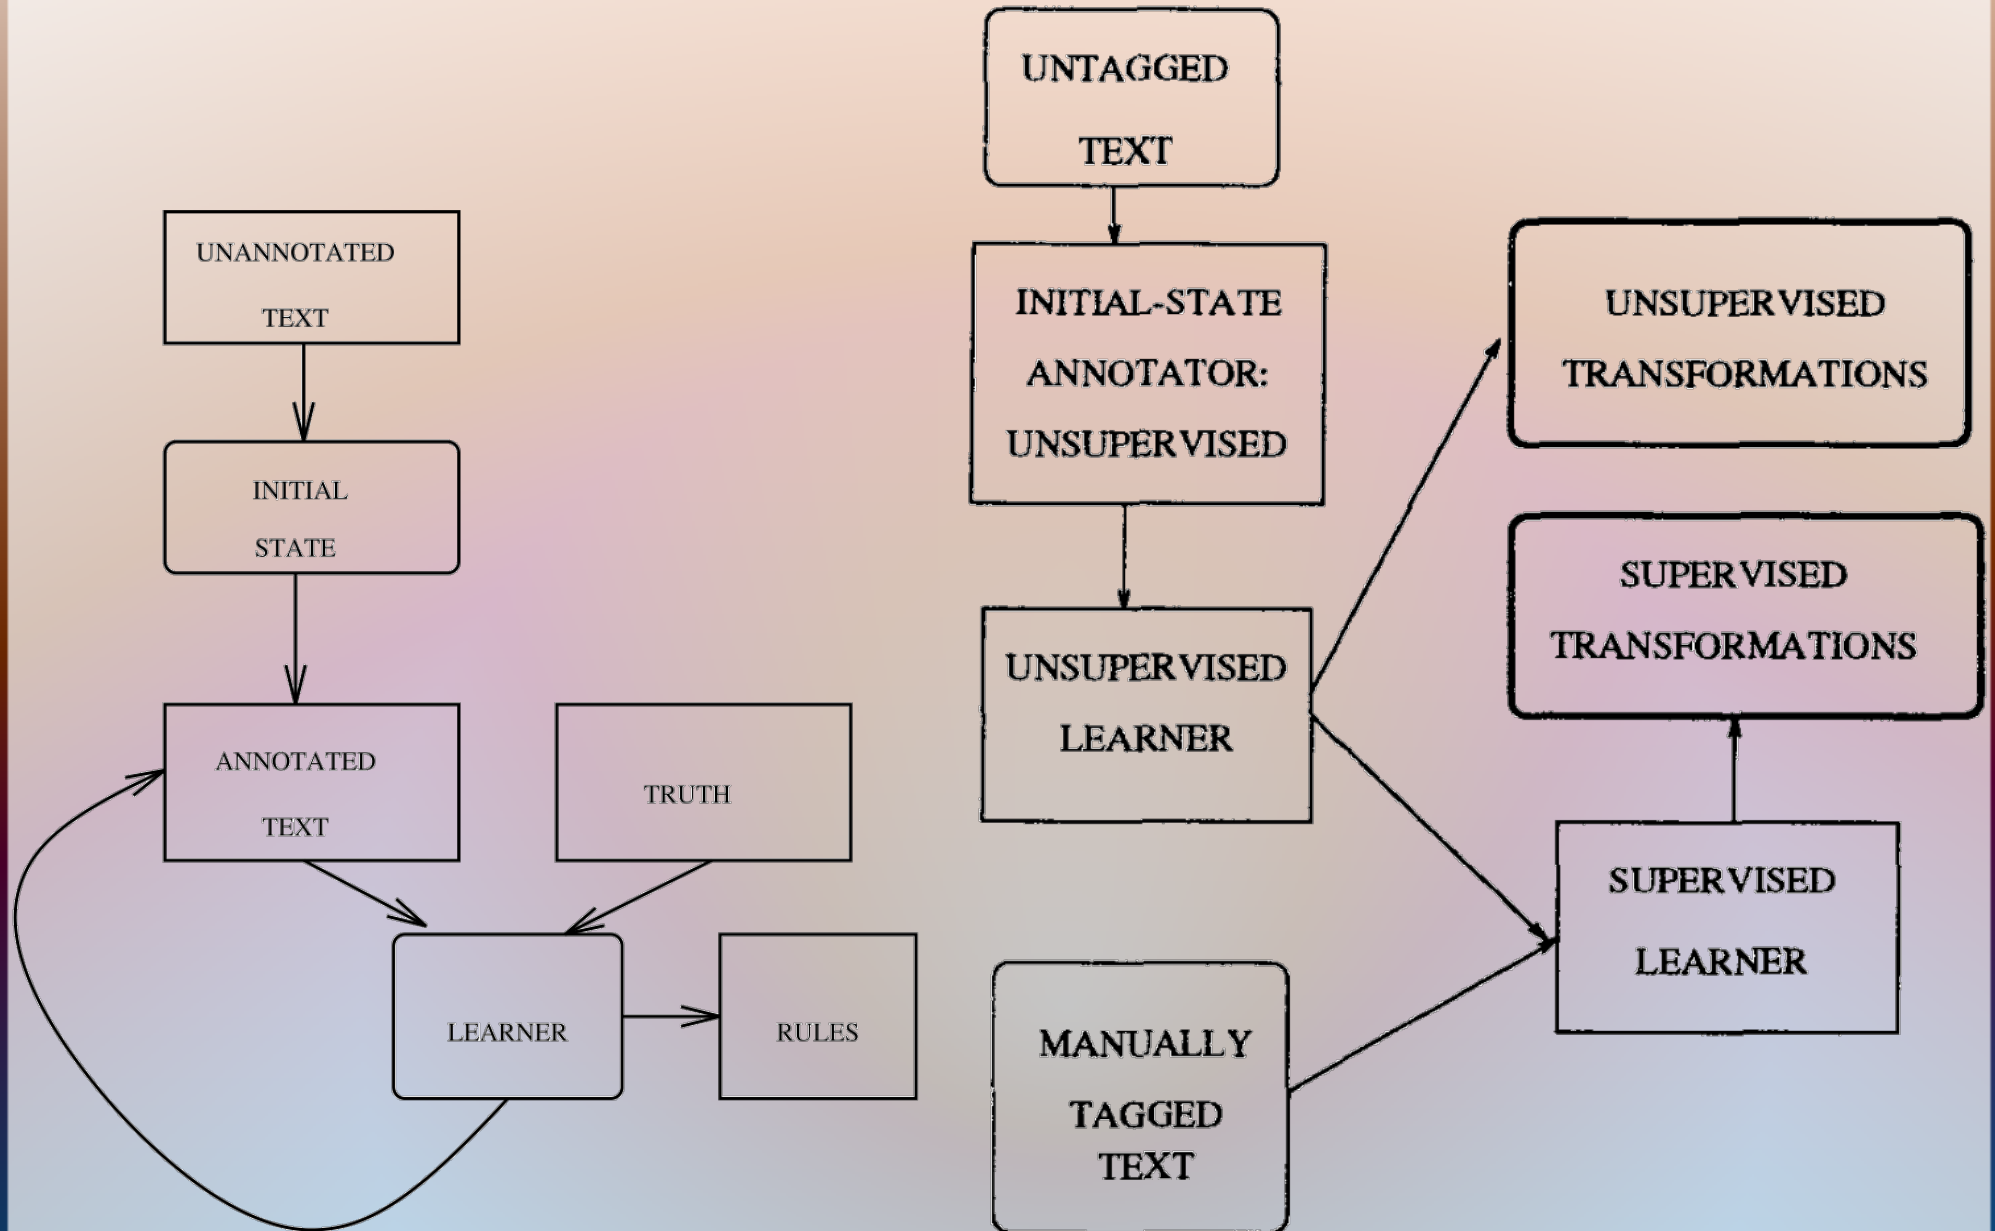 UNANNOTATED
TEXT
INITIAL
STATE
ANNOTATED
TEXT
TRUTH
LEARNER
RULES
UNTAGGED
TEXT
INITIAL-STATE
ANNOTATOR:
UNSUPERVISED
UNSUPERVISED
LEARNER
MANUALLY
TAGGED
TEXT
UNSUPERVISED
TRANSFORMATIONS
SUPERVISED
TRANSFORMATIONS
SUPERVISED
LEARNER